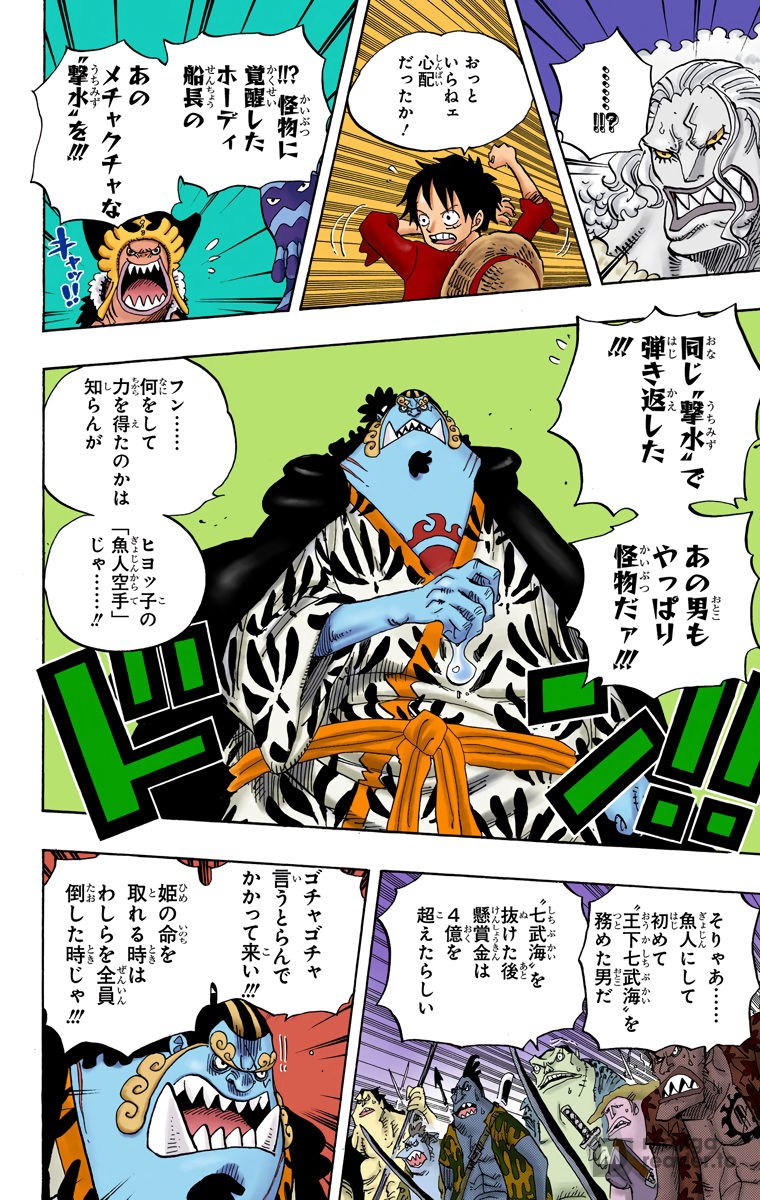 ……
……!!?
おっと
いらねェ
心配
だったか!
!!?怪物に
覚醒した
ホーディ
船長の
あの
メチャクチャな
〝撃水〟を!!!
キャッ!!
同じ〝撃水〟で
弾き返した
!!!
あの男も
やっぱり
怪物だァ!!!
フン……
何をして
力を得たのかは
知らんが
ヒヨッ子の
「魚人空手」
じゃ……!!
ドン!!
そりゃあ……
魚人にして
初めて
〝王下七武海〟を
務めた男だ
〝七武海〟を
抜けた後
懸賞金は
4億を
超えたらしい
ゴチャゴチャ
言うとらんで
かかって来い!!!
姫の命を
取れる時は
わしらを全員
倒した時じゃ!!!